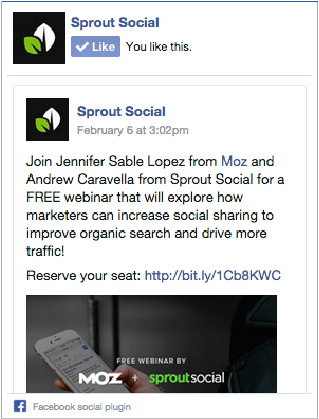 Sprout Social
Like You like this.
Sprout Social
February 6 at 3:02pm
Join Jennifer Sable Lopez from Moz and
Andrew Caravella from Sprout Social for a
FREE webinar that will explore how
marketers can increase social sharing to
improve organic search and drive more
traffic!
Reserve your seat: http://bit.ly/1Cb8KWC
FREE WEBINAR BY
MOZ + sproutsocial
Facebook social plugin